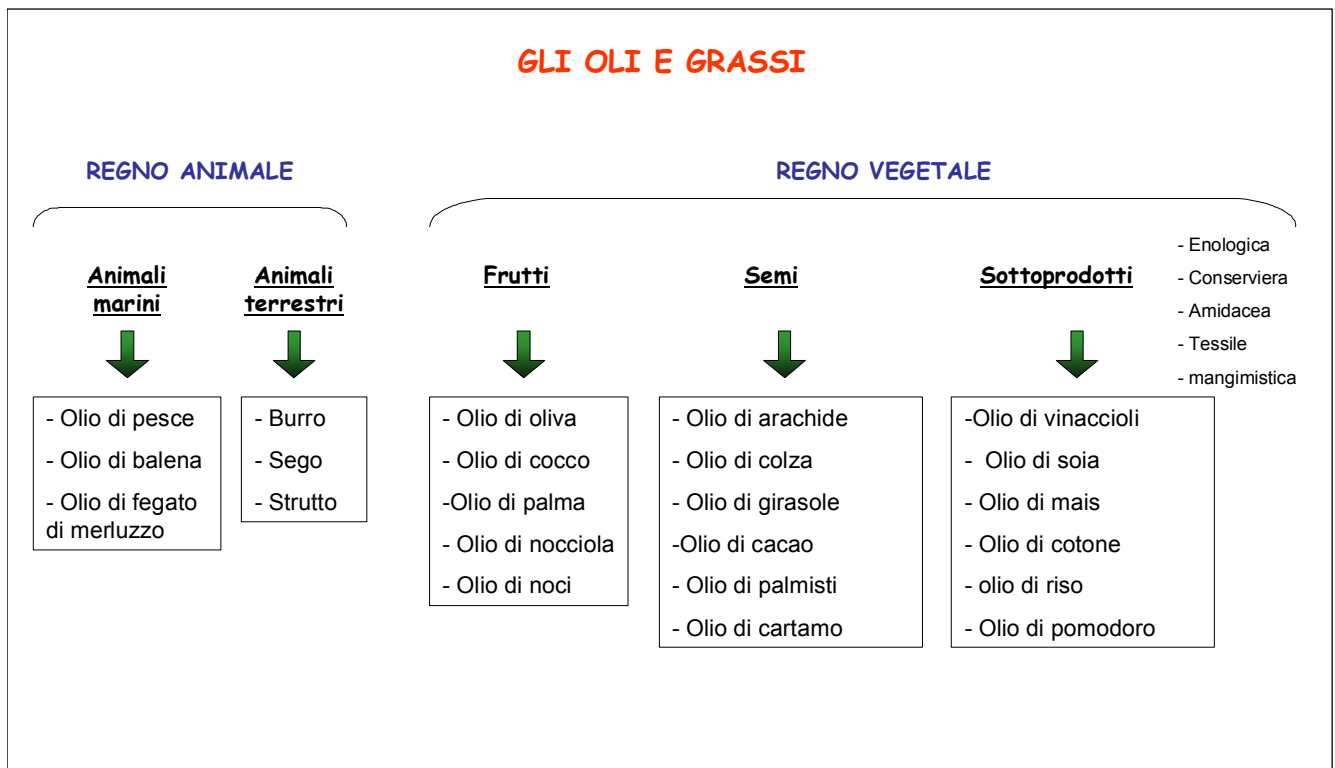 GLI OLI E GRASSI
REGNO ANIMALE
REGNO VEGETALE
Animali
marini
- Olio di pesce
- Olio di balena
- Olio di fegato
di merluzzo
Animali
terrestri
- Burro
- Sego
- Strutto
Frutti
- Olio di oliva
- Olio di cocco
-Olio di palma
- Olio di nocciola
- Olio di noci
Semi
- Olio di arachide
- Olio di colza
- Olio di girasole
-Olio di cacao
- Olio di palmisti
- Olio di cartamo
Sottoprodotti
- Enologica
- Conserviera
- Amidacea
- Tessile
- mangimistica
-Olio di vinaccioli
- Olio di soia
- Olio di mais
- Olio di cotone
- olio di riso
- Olio di pomodoro